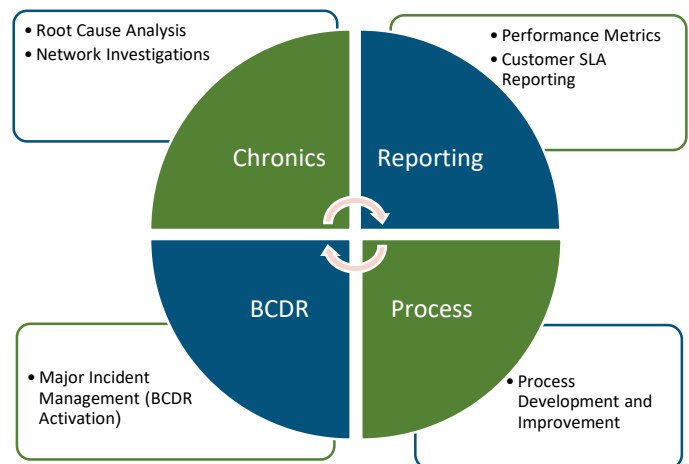 • Root Cause Analysis
• Network Investigations
• Performance Metrics
• Customer SLA
Reporting
Chronics
Reporting
BCDR
Process
• Major Incident
Management (BCDR
Activation)
• Process
Development and
Improvement